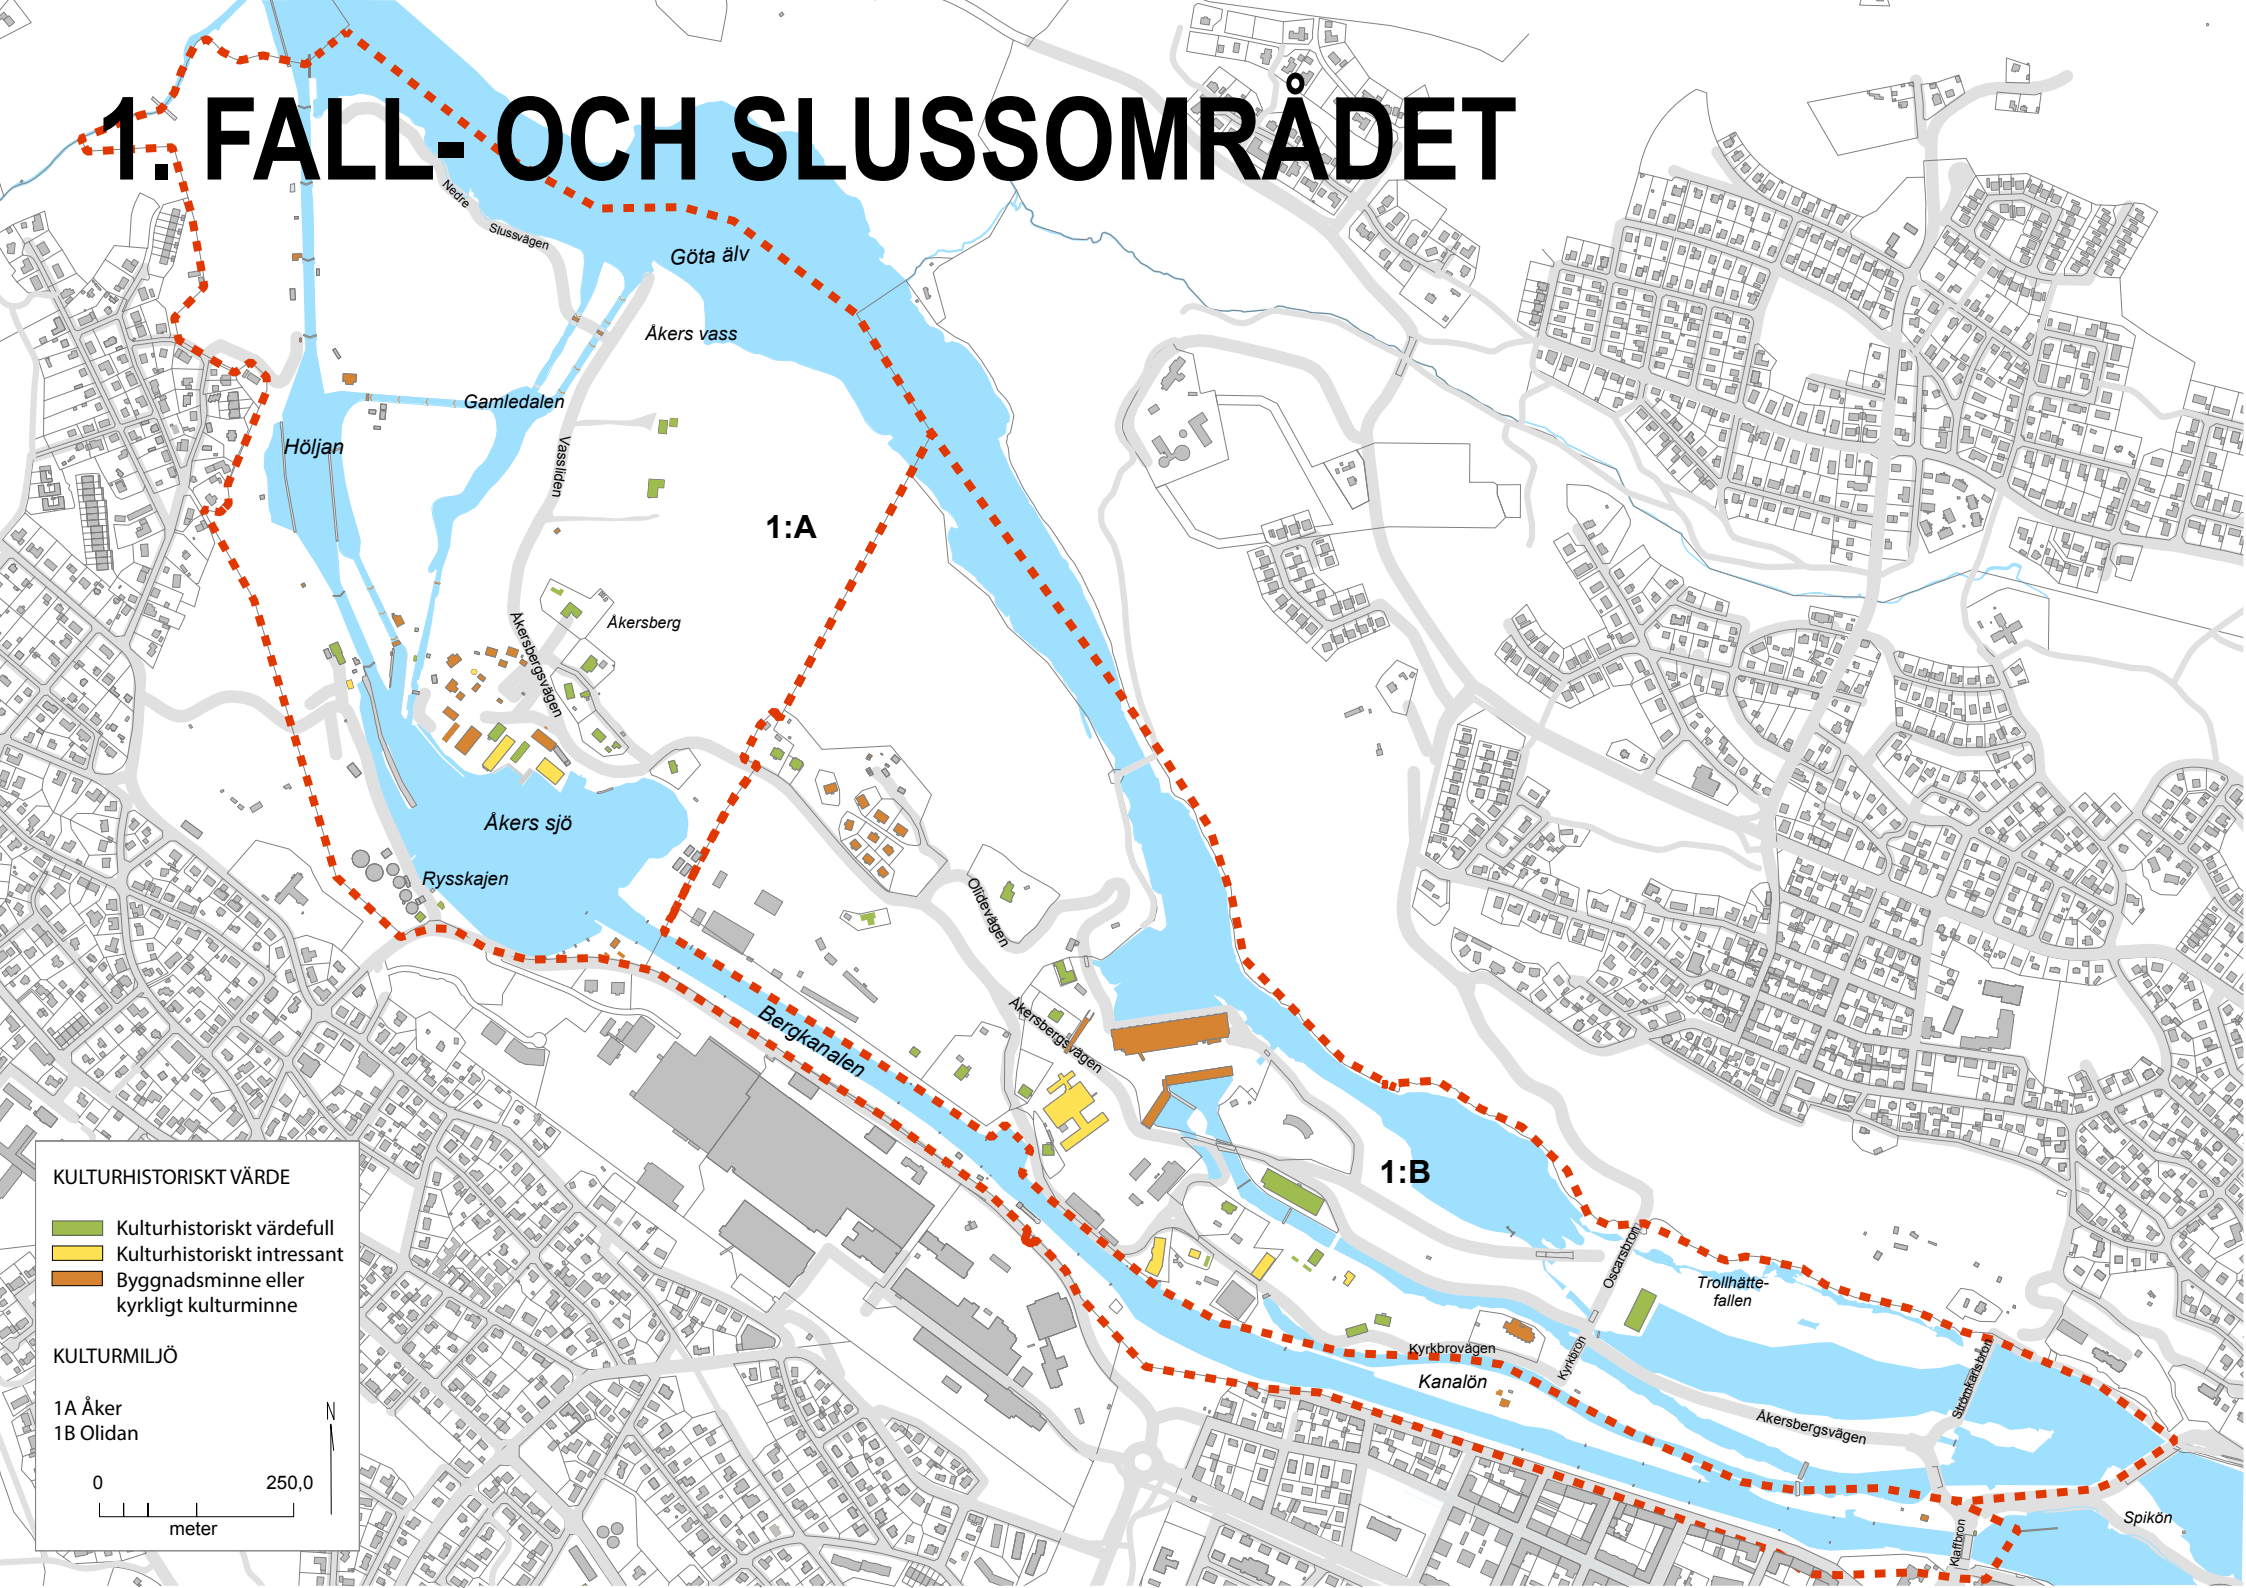 1. FALL- OCH SLUSSOMRÅDET
Nedre
Slussvägen
Göta älv
Åkers vass
Gamledalen
Höljan
Vassliden
1:A
Åkersberg
Åkersbergsvägen
Åkers sjö
Rysskajen
Olidevägen
Bergkanalen
Åkersbergsvägen
1:B
Oscarsbron
Trollhätte-
fallen
Kyrkbrovägen
Kyrkbron
Kanalön
Strömkarlsbron
Åkersbergsvägen
Klaffbron
Spikön
KULTURHISTORISKT VÄRDE
Kulturhistoriskt värdefull
Kulturhistoriskt intressant
Byggnadsminne eller
kyrkligt kulturminne
KULTURMILJÖ
1A Åker
1B Olidan
N
0 250,0
meter